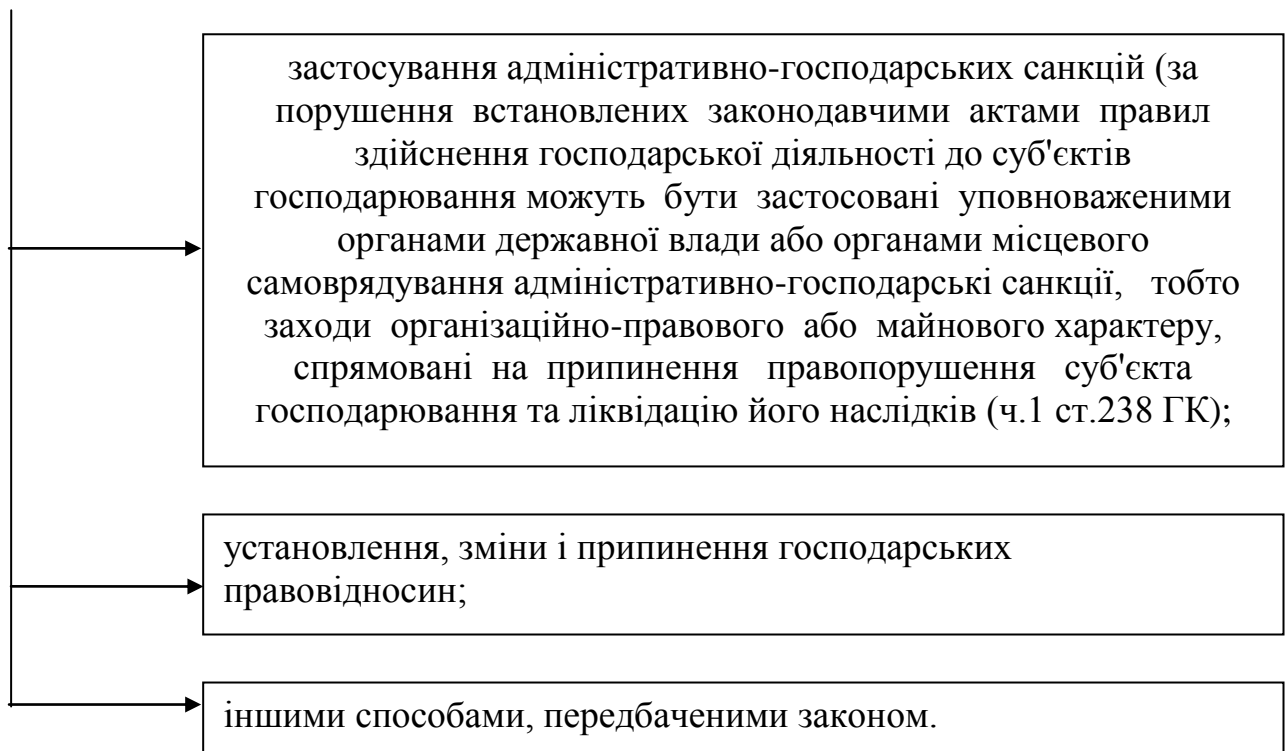 застосування адміністративно-господарських санкцій (за
порушення встановлених законодавчими актами правил
здійснення господарської діяльності до суб'єктів
господарювання можуть бути застосовані уповноваженими
органами державної влади або органами місцевого
самоврядування адміністративно-господарські санкції, тобто
заходи організаційно-правового або майнового характеру,
спрямовані на припинення правопорушення суб'єкта
господарювання та ліквідацію його наслідків (ч.1 ст.238 ГК);
установлення, зміни і припинення господарських
правовідносин;
іншими способами, передбаченими законом.